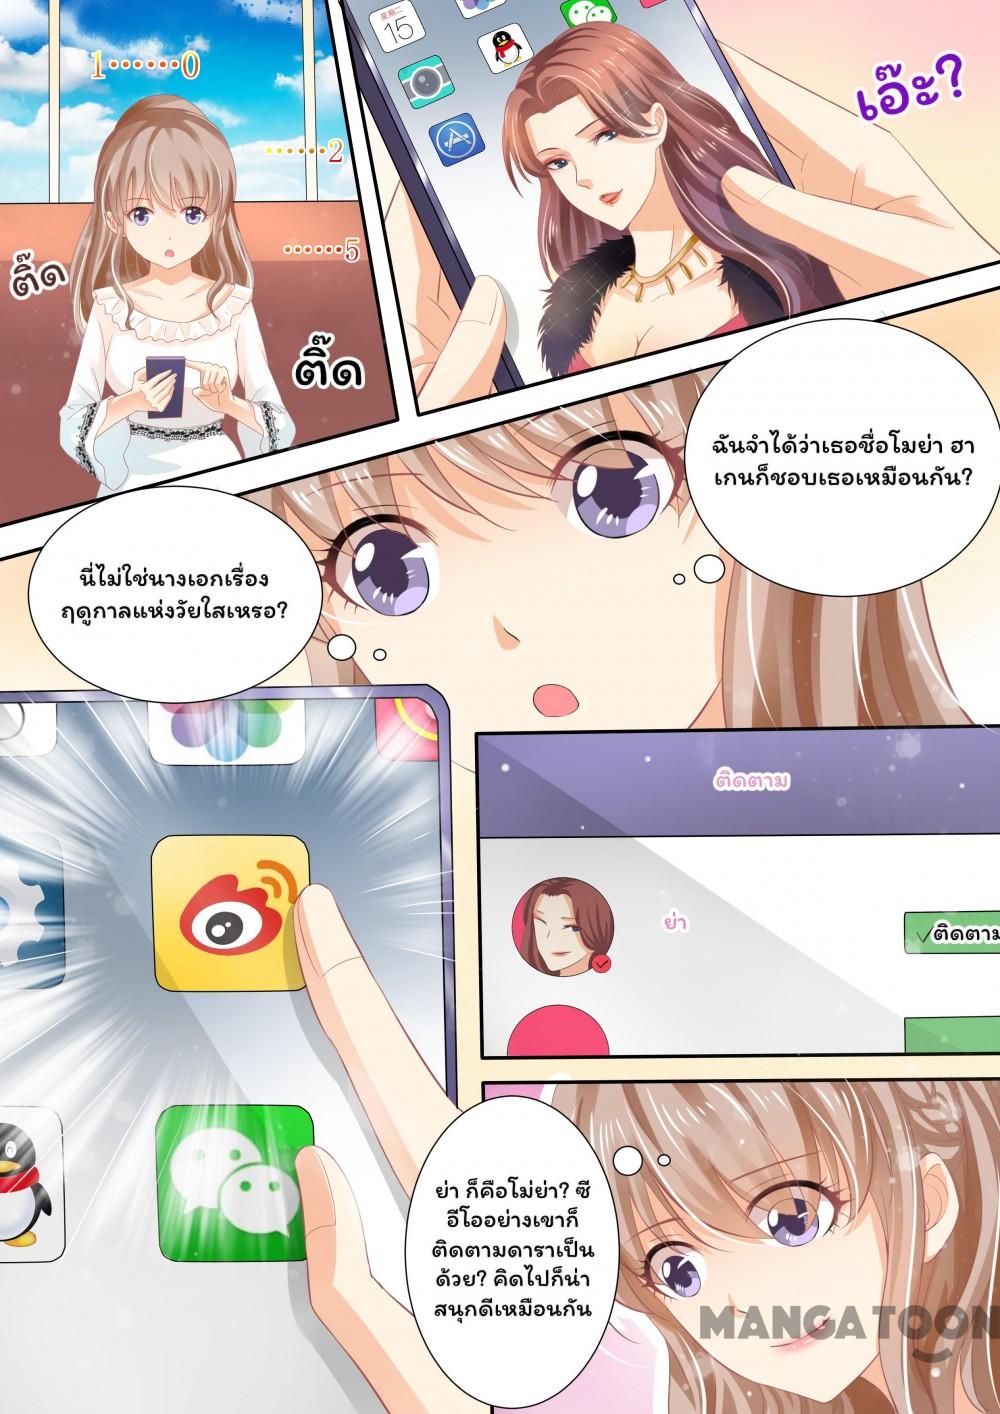 1……0
……2
……5
ติ๊ด
ติ๊ด
星期二
15
เอ๊ะ?
ฉันจำได้ว่าเธอชื่อโมย่า ฮา
เกนก็ชอบเธอเหมือนกัน?
นี่ไม่ใช่นางเอกเรื่อง
ฤดูกาลแห่งวัยใสเหรอ?
ติดตาม
ย่า
✓ติดตาม
ย่า ก็คือโม่ย่า? ซี
อีโออย่างเขาก็
ติดตามดาราเป็น
ด้วย? คิดไปก็น่า
สนุกดีเหมือนกัน
MANGATOON